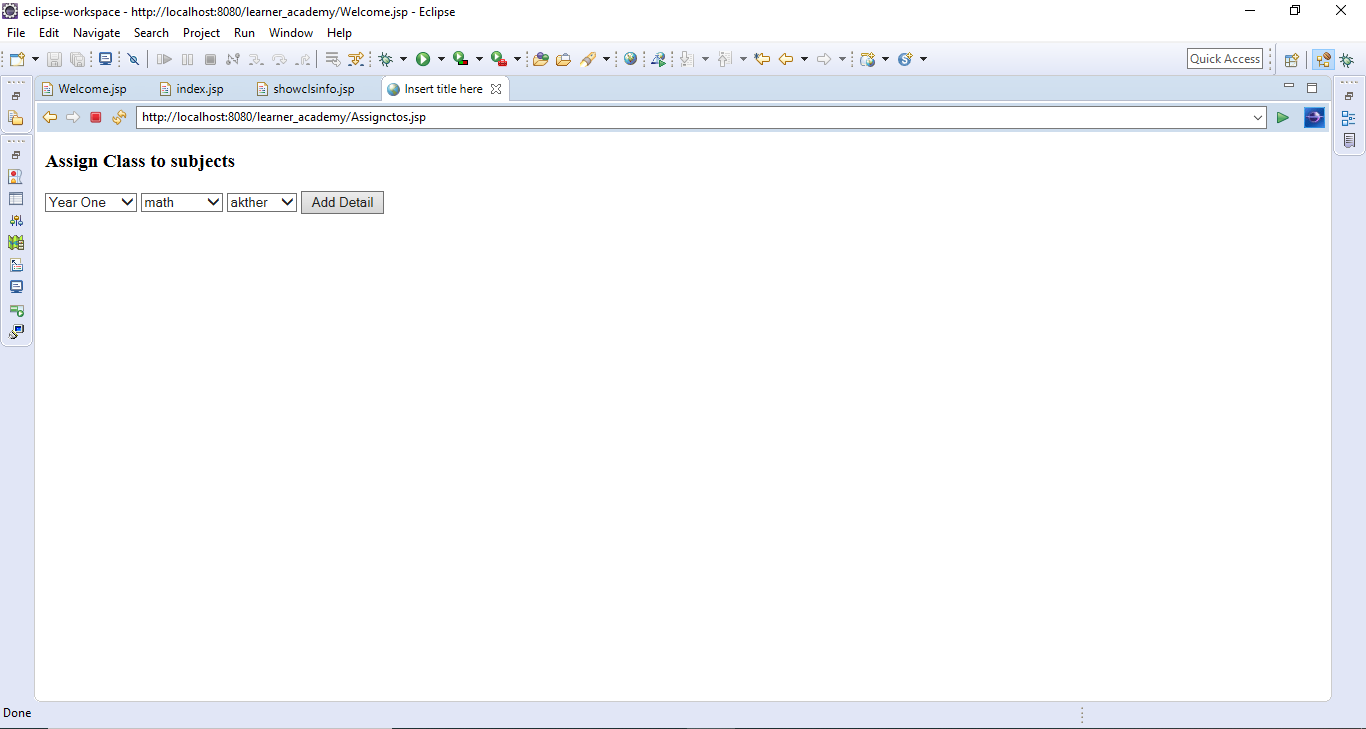 eclipse-workspace - http://localhost:8080/learner_academy/Welcome.jsp - Eclipse
File Edit Navigate Search Project Run Window Help
Quick Access
Welcome.jsp index.jsp showclsinfo.jsp Insert title here
http://localhost:8080/learner_academy/Assignctos.jsp
Assign Class to subjects
Year One math akther Add Detail
Done